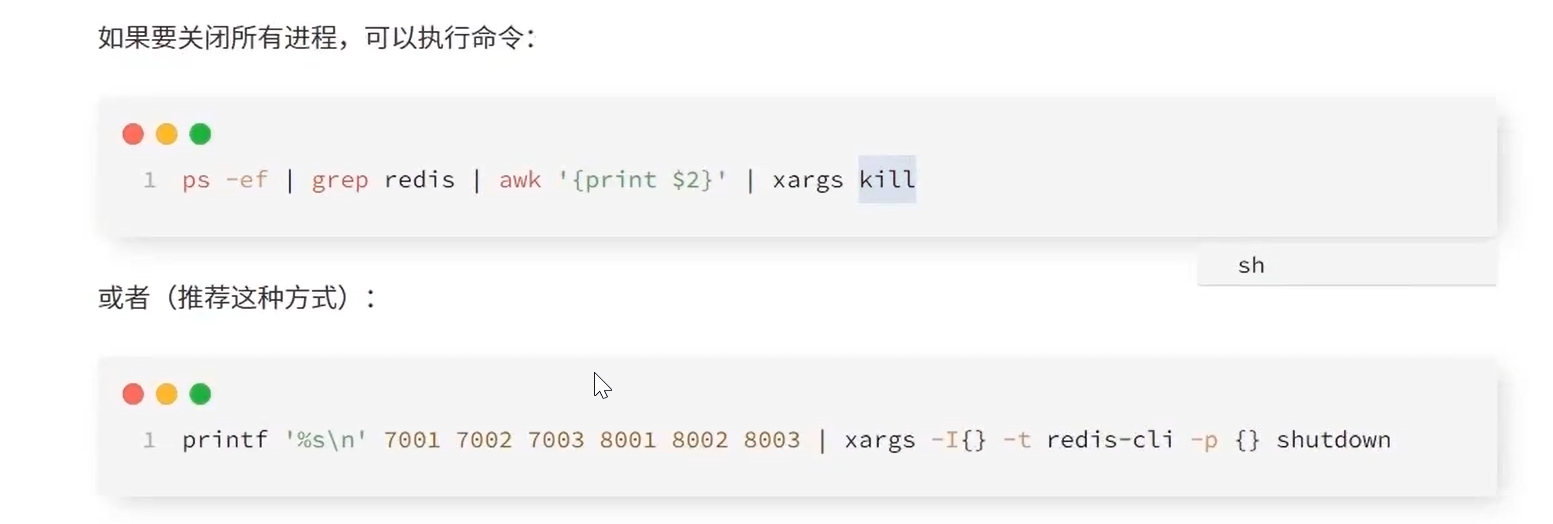 如果要关闭所有进程，可以执行命令：
1 ps -ef | grep redis | awk '{print $2}' | xargs kill
sh
或者（推荐这种方式）：
1 printf '%s\n' 7001 7002 7003 8001 8002 8003 | xargs -I{} -t redis-cli -p {} shutdown